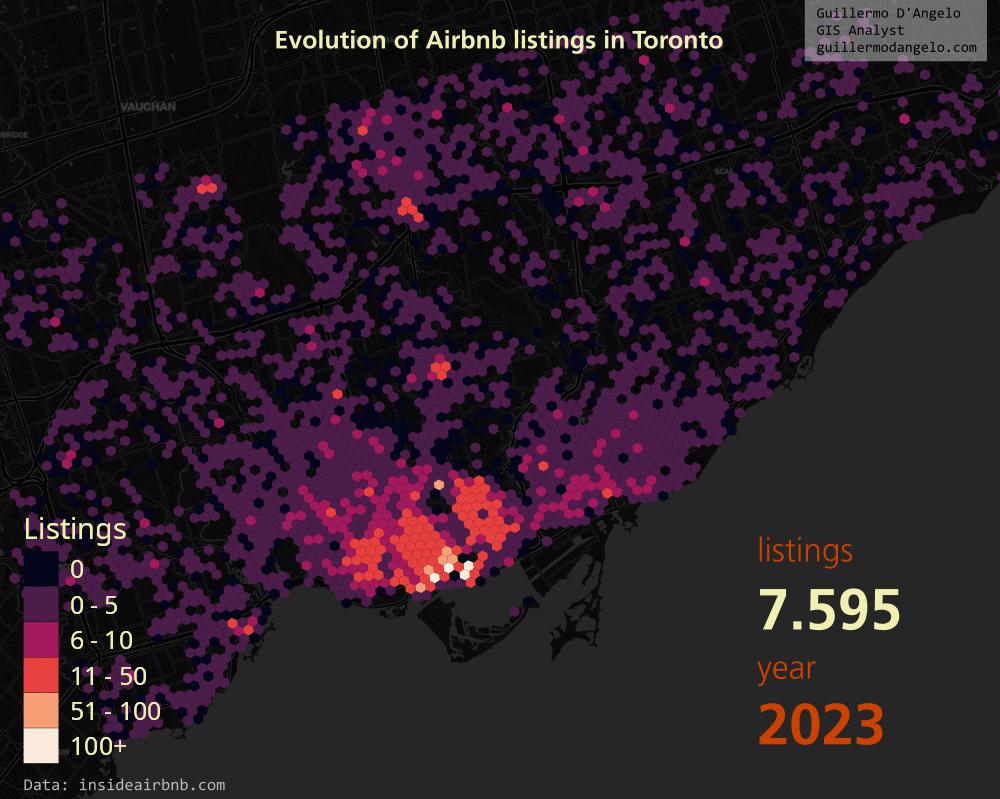 Guillermo D'Angelo
GIS Analyst
guillermodangelo.com
Evolution of Airbnb listings in Toronto
VAUGHAN
Listings
0
0 - 5
6 - 10
11 - 50
51 - 100
100+
listings
7.595
year
2023
Data: insideairbnb.com